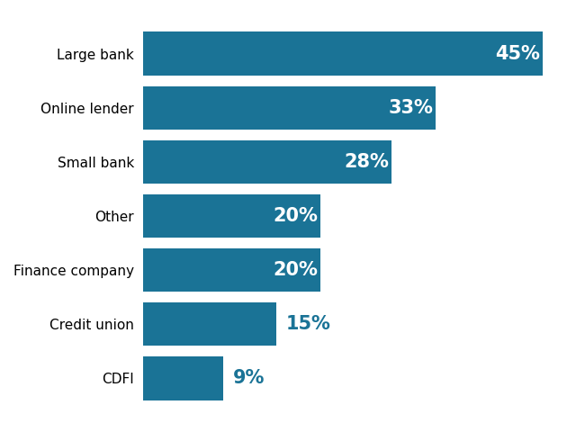 Large bank 45%
Online lender 33%
Small bank 28%
Other 20%
Finance company 20%
Credit union 15%
CDFI 9%